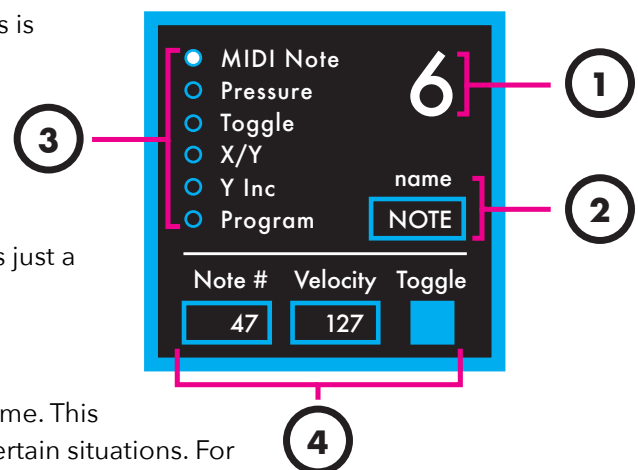 s is
MIDI Note
Pressure
Toggle
X/Y
Y Inc
Program
6
1
3
name
NOTE
2
s just a
Note # Velocity Toggle
47 127
me. This
ertain situations. For
4